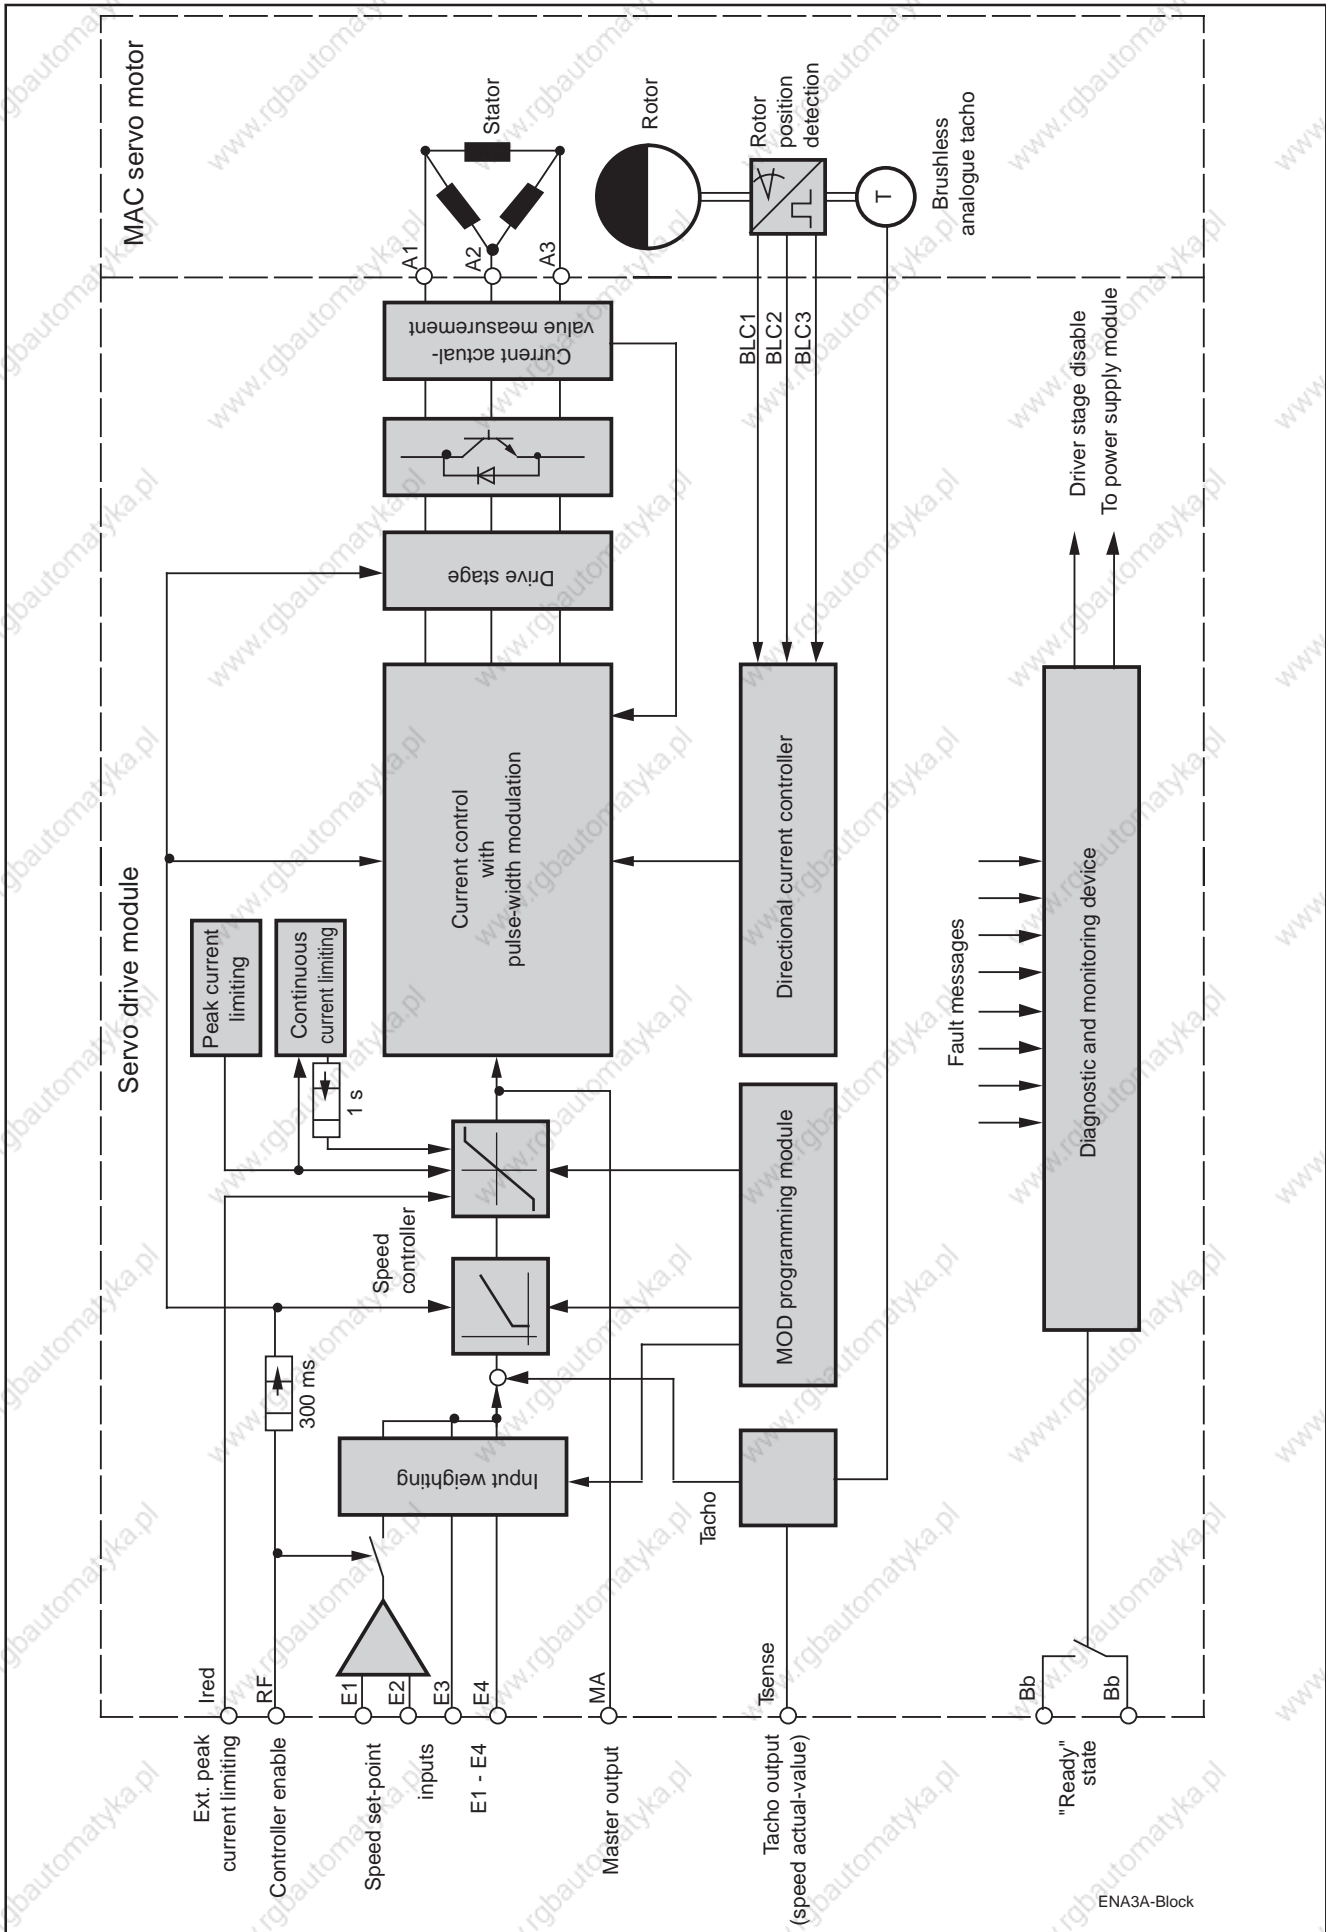 MAC servo motor
Stator
Rotor
Rotor
position
detection
Brushless
analogue tacho
T
A1
A2
A3
Servo drive module
Current actual-
value measurement
Drive stage
Current control
with
pulse-width modulation
Peak current
limiting
Continuous
current limiting
1 s
Speed
controller
300 ms
Input weighting
BLC1
BLC2
BLC3
Directional current controller
MOD programming module
Tacho
Driver stage disable
To power supply module
Fault messages
Diagnostic and monitoring device
Ired
RF
E1
E2
E3
E4
MA
Tsense
Bb
Bb
Ext. peak
current limiting
Controller enable
Speed set-point
inputs
E1 - E4
Master output
Tacho output
(speed actual-value)
"Ready"
state
ENA3A-Block
www.rgbautomatyka.pl